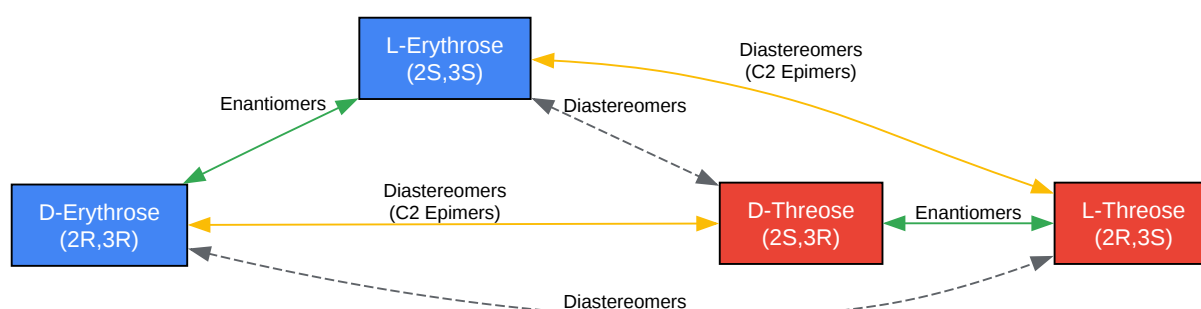 L-Erythrose
(2S,3S)
Diastereomers
(C2 Epimers)
Enantiomers
Diastereomers
D-Erythrose
(2R,3R)
Diastereomers
(C2 Epimers)
D-Threose
(2S,3R)
Enantiomers
L-Threose
(2R,3S)
Diastereomers